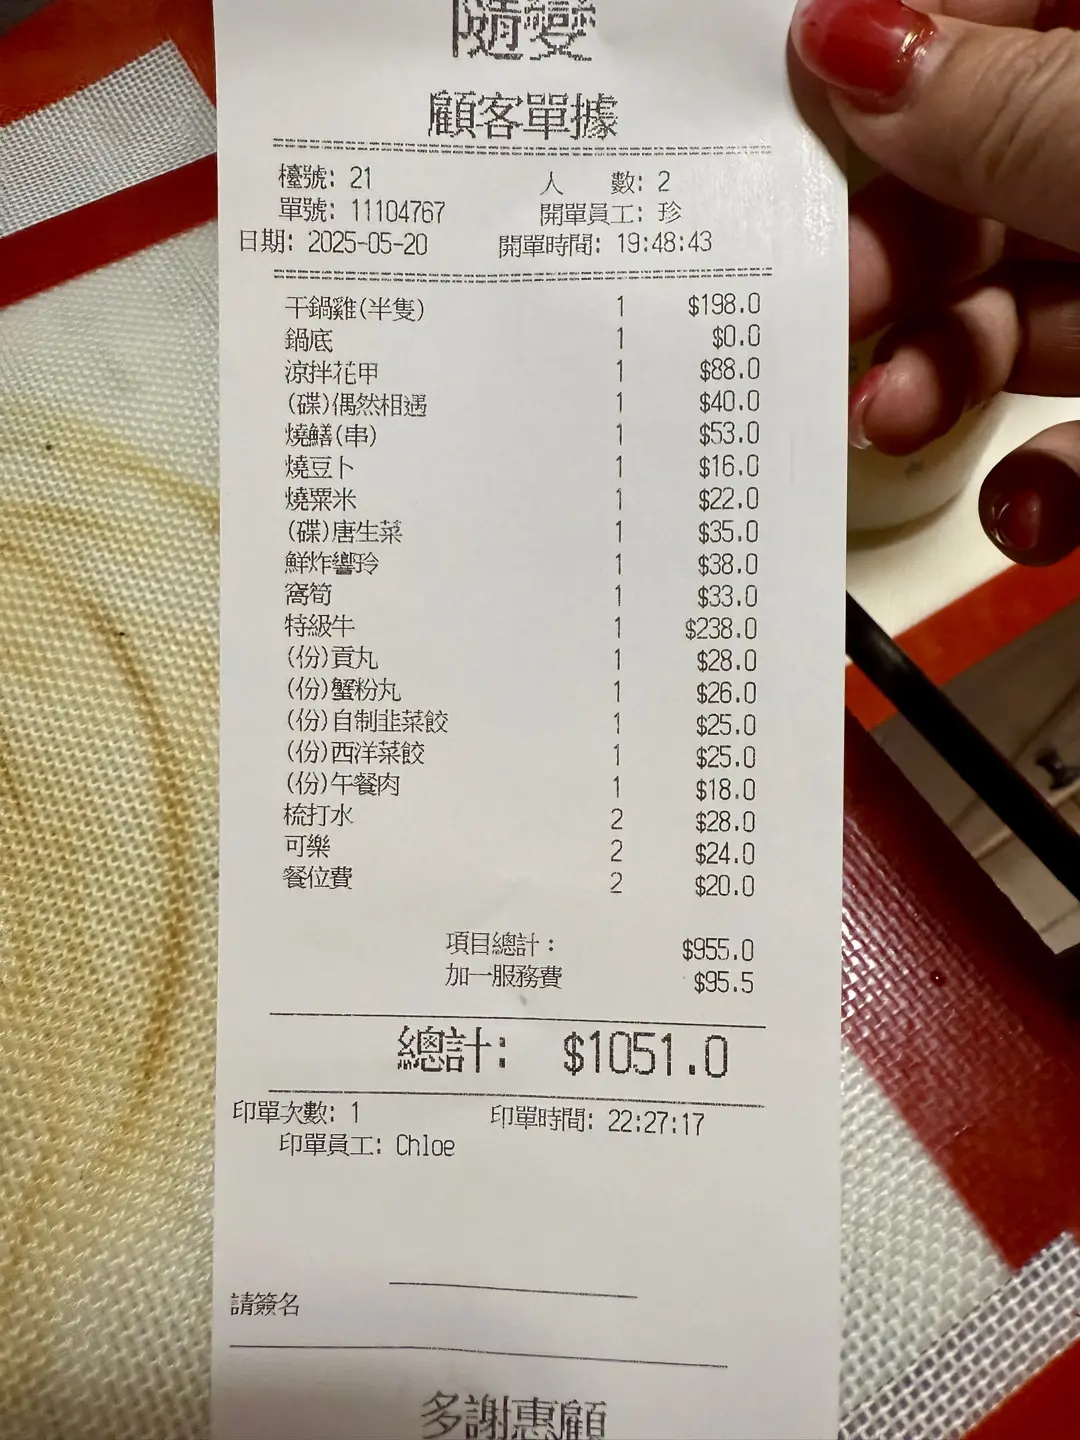 隨變
顧客單據
檯號: 21 人 數: 2
單號: 11104767 開單員工: 珍
日期: 2025-05-20 開單時間: 19:48:43
干鍋雞(半隻) 1 $198.0
鍋底 1 $0.0
涼拌花甲 1 $88.0
(碟)偶然相遇 1 $40.0
燒鱔(串) 1 $53.0
燒豆卜 1 $16.0
燒粟米 1 $22.0
(碟)唐生菜 1 $35.0
鮮炸響玲 1 $38.0
窩筍 1 $33.0
特級牛 1 $238.0
(份)貢丸 1 $28.0
(份)蟹粉丸 1 $26.0
(份)自制韭菜餃 1 $25.0
(份)西洋菜餃 1 $25.0
(份)午餐肉 1 $18.0
梳打水 2 $28.0
可樂 2 $24.0
餐位費 2 $20.0
項目總計: $955.0
加一服務費 $95.5
總計: $1051.0
印單次數: 1 印單時間: 22:27:17
印單員工: Chloe
請簽名
多謝惠顧